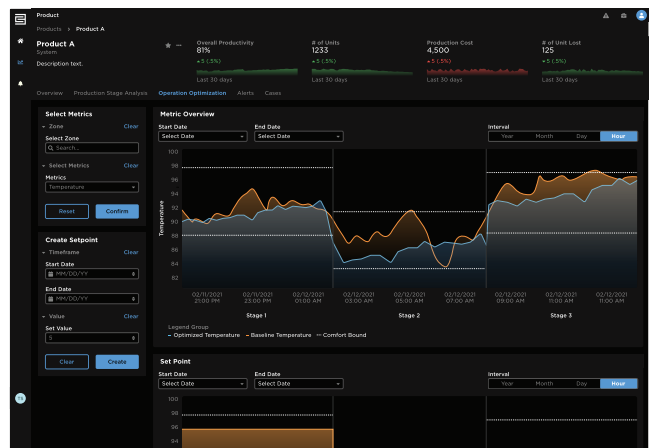 Product
Products > Product A
Product A
System
Description text.
Overall Productivity
81%
+5 (.5%)
Last 30 days
# of Units
1233
+5 (.5%)
Last 30 days
Production Cost
4,500
+5 (.5%)
Last 30 days
# of Unit Lost
125
+5 (.5%)
Last 30 days
Overview Production Stage Analysis Operation Optimization Alerts Cases
Select Metrics
Zone Clear
Select Zone
Search...
Select Metrics Clear
Metrics
Temperature
Reset Confirm
Create Setpoint
Timeframe Clear
Start Date
MM/DD/YY
End Date
MM/DD/YY
Value Clear
Set Value
5
Clear Create
YS
Metric Overview
Start Date End Date Interval
Select Date Select Date Year Month Day Hour
Temperature
100
98
96
94
92
90
88
86
84
82
02/11/2021 02/11/2021 02/12/2021 02/12/2021 02/12/2021 02/12/2021 02/12/2021 02/12/2021 02/12/2021
21:00 PM 23:00 PM 01:00 AM 03:00 AM 05:00 AM 07:00 AM 09:00 AM 11:00 AM 11:00 AM
Stage 1 Stage 2 Stage 3
Legend Group
Optimized Temperature Baseline Temperature Comfort Bound
Set Point
Start Date End Date Interval
Select Date Select Date Year Month Day Hour
100
98
96
94